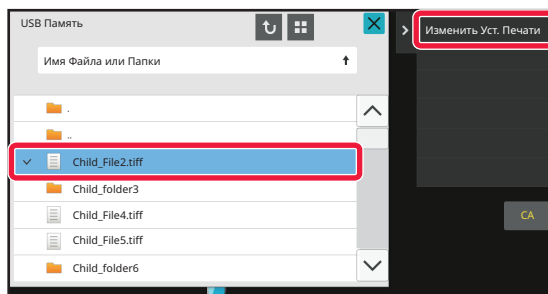 USB Память
Изменить Уст. Печати
Имя Файла или Папки
.
..
Child_File2.tiff
Child_folder3
Child_File4.tiff
CA
Child_File5.tiff
Child_folder6